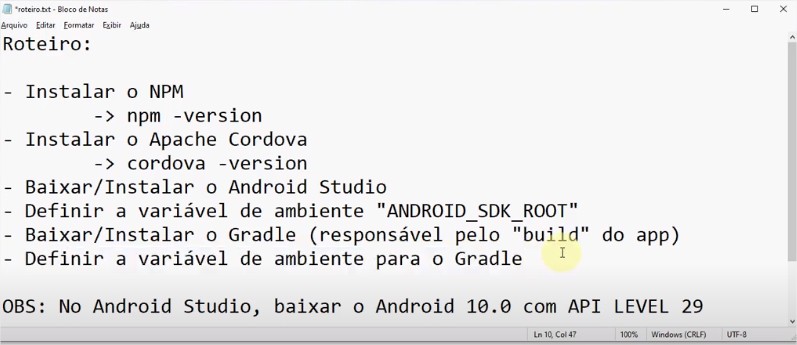 *roteiro.txt - Bloco de Notas
Arquivo Editar Formatar Exibir Ajuda
Roteiro:
- Instalar o NPM
-> npm -version
- Instalar o Apache Cordova
-> cordova -version
- Baixar/Instalar o Android Studio
- Definir a variável de ambiente "ANDROID_SDK_ROOT"
- Baixar/Instalar o Gradle (responsável pelo "build" do app)
- Definir a variável de ambiente para o Gradle
OBS: No Android Studio, baixar o Android 10.0 com API LEVEL 29
Ln 10, Col 47 100% Windows (CRLF) UTF-8